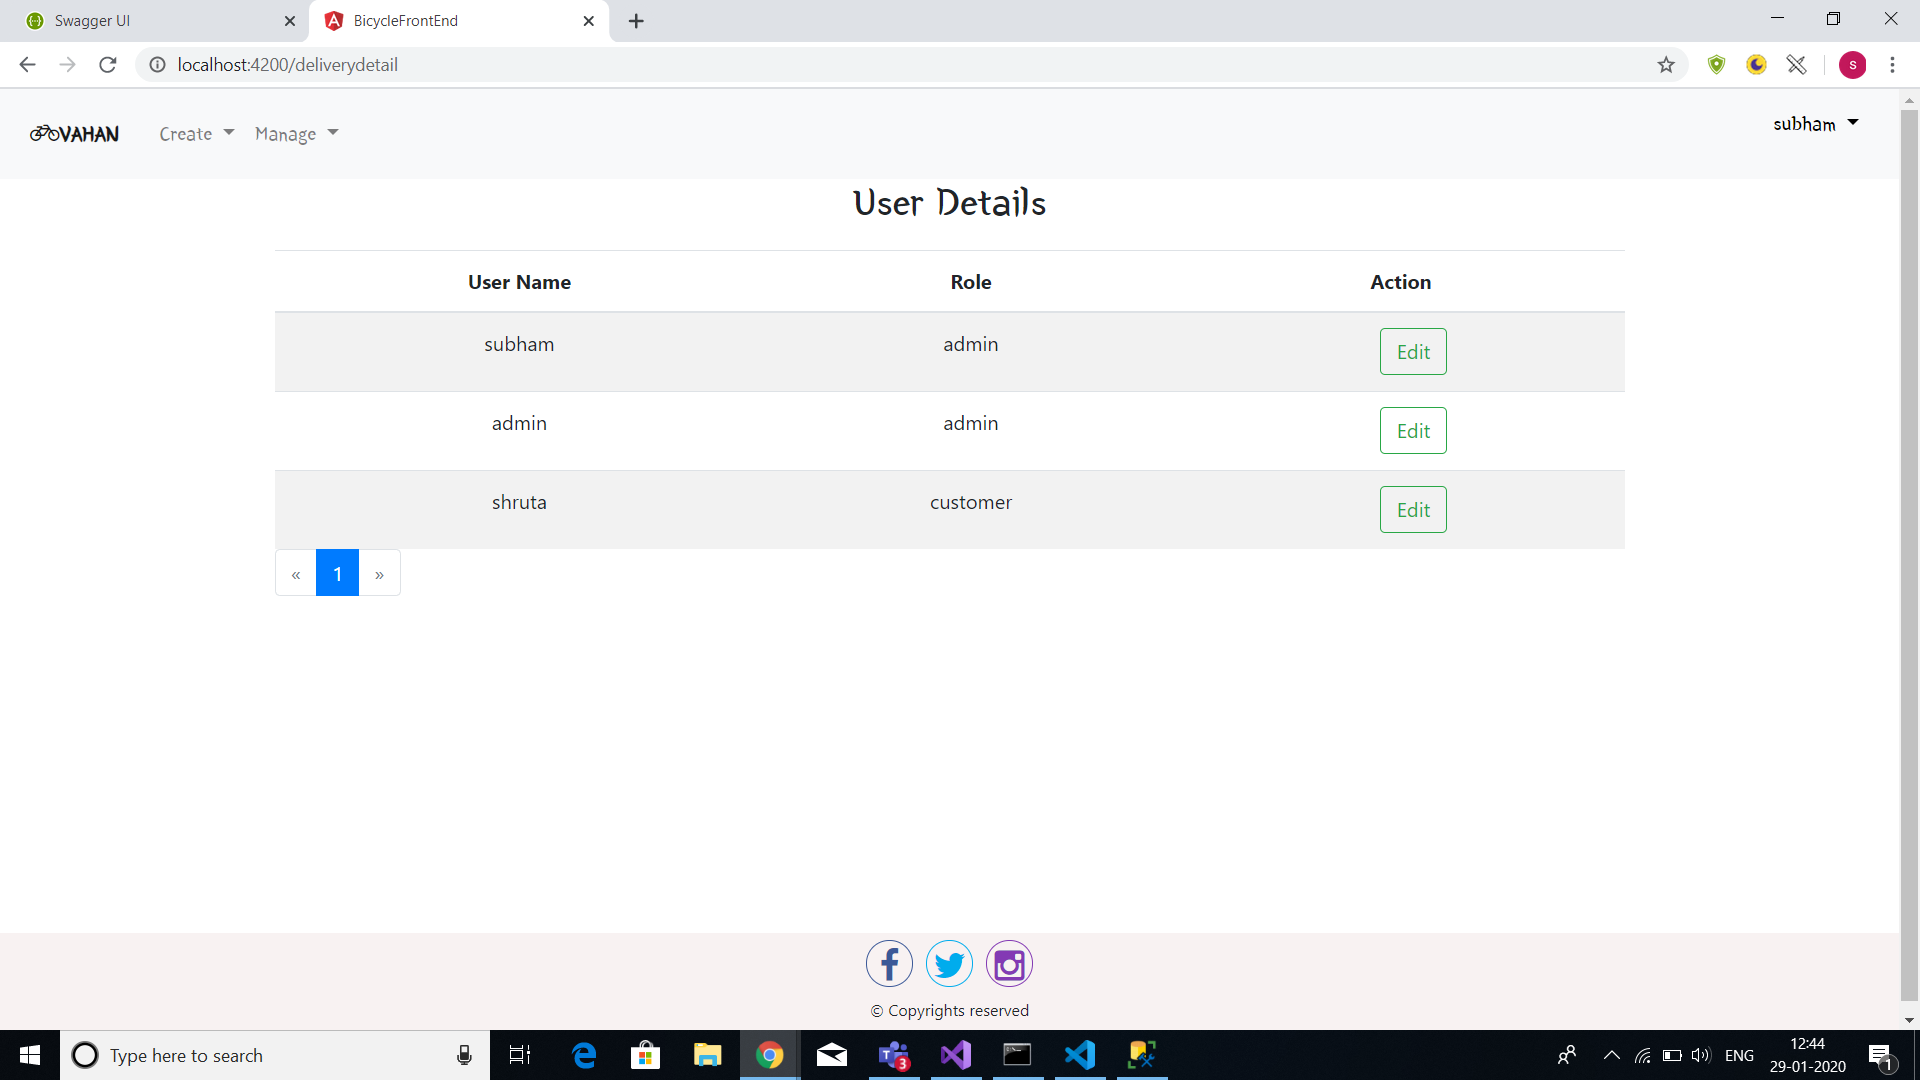 Swagger UI
BicycleFrontEnd
localhost:4200/deliverydetail
s
VAHAN
Create
Manage
subham
User Details
User Name Role Action
subham admin Edit
admin admin Edit
shruta customer Edit
« 1 »
© Copyrights reserved
Type here to search
3
ENG
12:44
29-01-2020
1